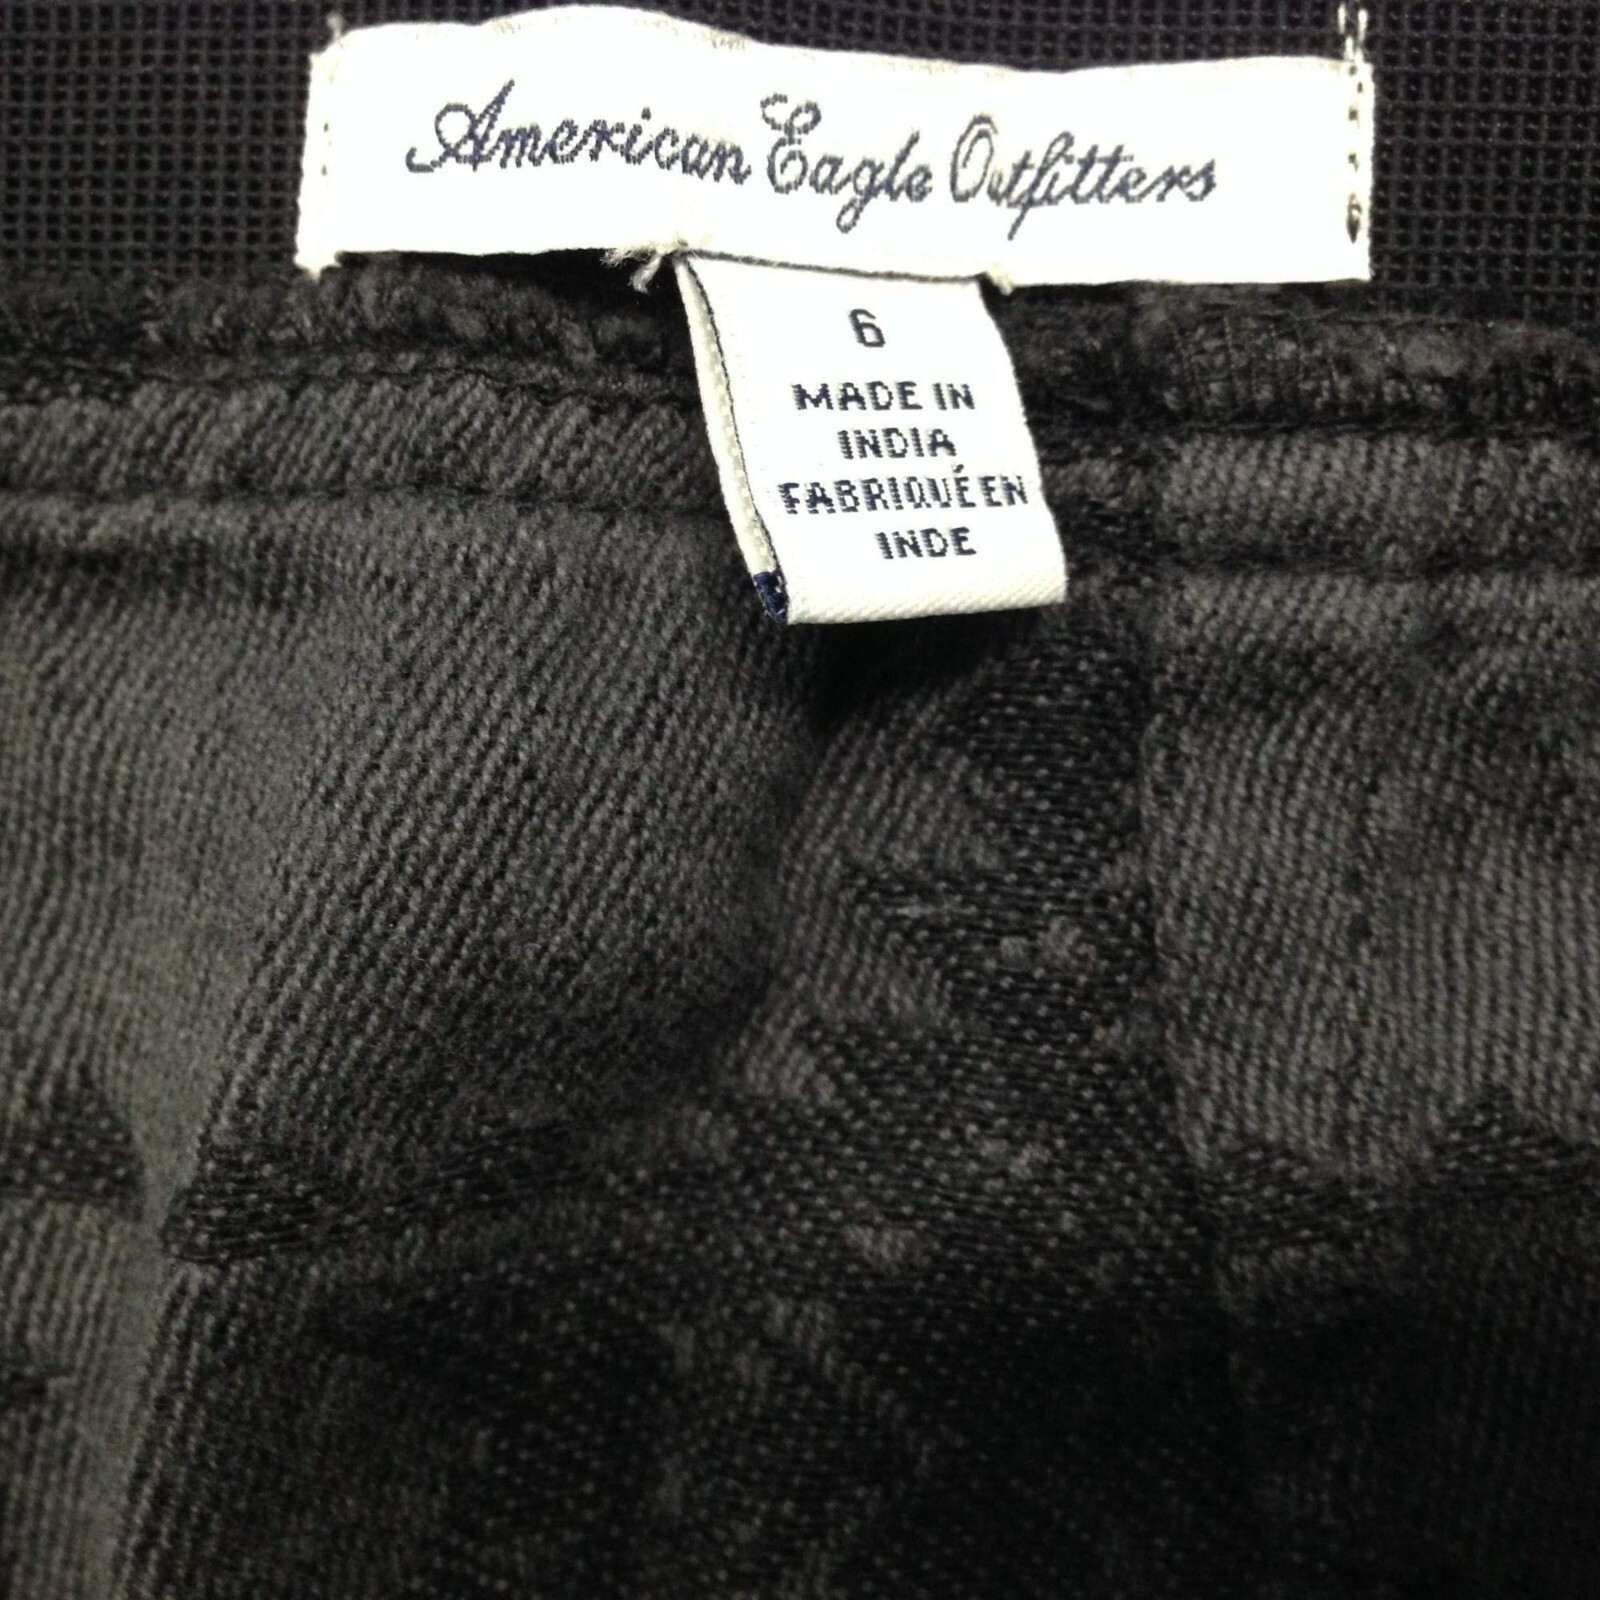 American Eagle Outfitters
6
MADE IN
INDIA
FABRIQUÉ EN
INDE